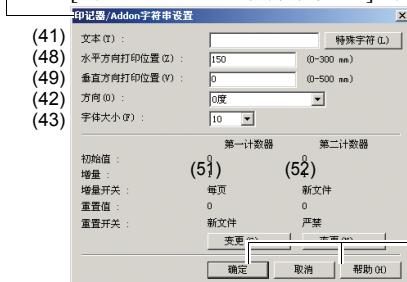 印记器/Addon字符串设置
(41) 文本(T) : 特殊字符(L)
(48) 水平方向打印位置(Z) : 150 (0-300 mm)
(49) 垂直方向打印位置(V) : 0 (0-500 mm)
(42) 方向(O) : 0度
(43) 字体大小(F) : 10
第一计数器 第二计数器
初始值 :
增量 : (51) (52)
增量开关 : 每页 新文件
重置值 : 0 0
重置开关 : 新文件 严禁
变更 变更
确定 取消 帮助(H)